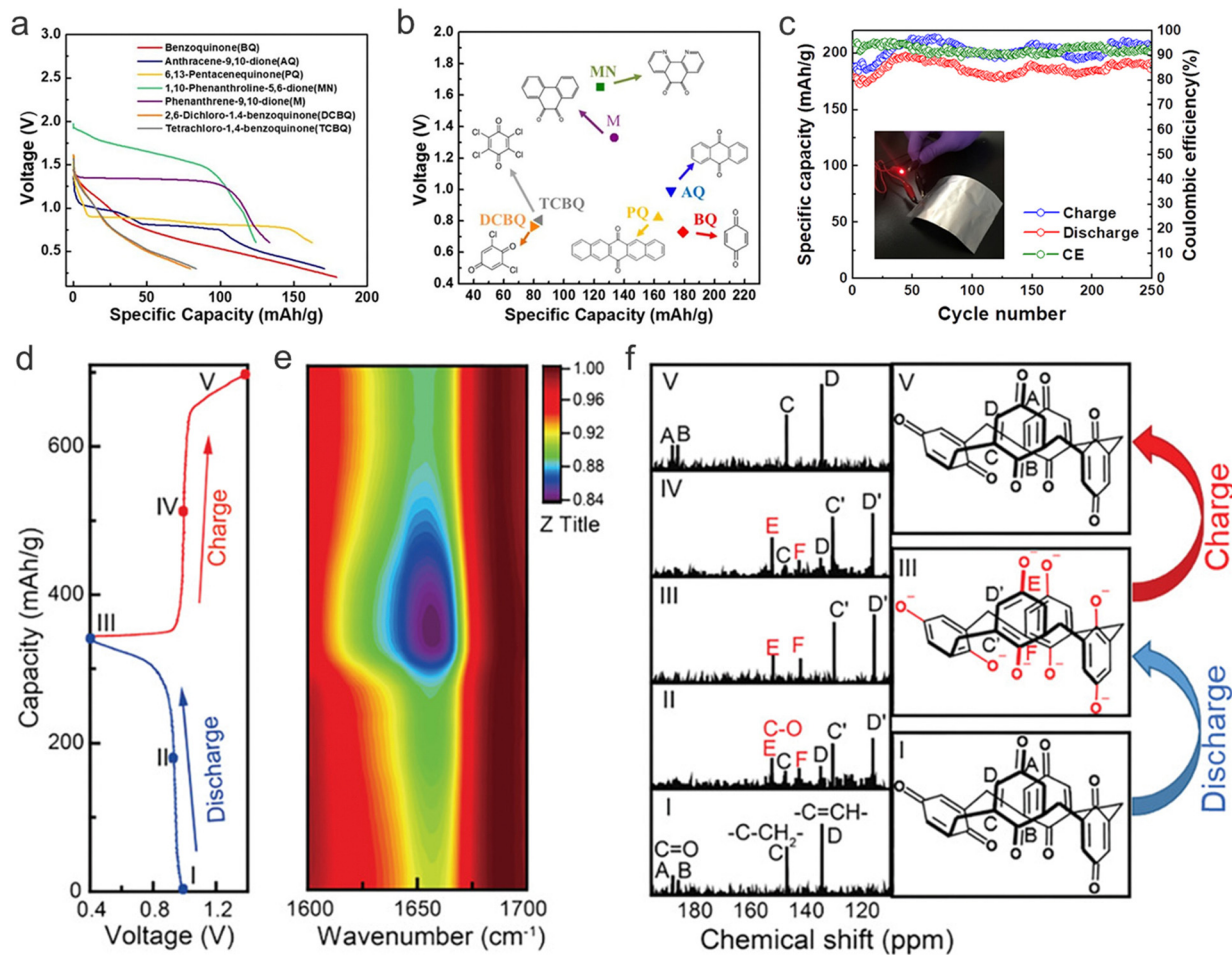 a
3.0
2.5
2.0
1.5
1.0
0.5
0.0
Voltage (V)
Benzoquinone(BQ)
Anthracene-9,10-dione(AQ)
6,13-Pentacenequinone(PQ)
1,10-Phenanthroline-5,6-dione(MN)
Phenanthrene-9,10-dione(M)
2,6-Dichloro-1,4-benzoquinone(DCBQ)
Tetrachloro-1,4-benzoquinone(TCBQ)
0 50 100 150 200
Specific Capacity (mAh/g)
b
2.0
1.8
1.6
1.4
1.2
1.0
0.8
0.6
0.4
Voltage (V)
MN
N N
O O
M
O O
Cl O Cl
Cl O Cl
TCBQ
DCBQ
Cl
O
O
Cl
AQ
O
O
PQ
O
O
BQ
O
O
40 60 80 100 120 140 160 180 200 220
Specific Capacity (mAh/g)
c
200
150
100
50
0
Specific capacity (mAh/g)
100
90
80
70
60
50
40
30
20
10
0
Coulombic efficiency(%)
Charge
Discharge
CE
0 50 100 150 200 250
Cycle number
d
600
400
200
0
Capacity (mAh/g)
V
IV
Charge
III
II
Discharge
I
0.4 0.8 1.2
Voltage (V)
e
1.00
0.96
0.92
0.88
0.84
Z Title
1600 1650 1700
Wavenumber (cm⁻¹)
f
V
A B C D
IV
E C F D C' D'
III
E F C' D'
II
C-O
E C F D C' D'
I
C=O
A B
-C-CH₂-
C
-C=CH-
D
180 160 140 120
Chemical shift (ppm)
V
O O O O O O O O
A B C D
III
O⁻ O⁻ O⁻ O⁻ O⁻ O⁻ O⁻ O⁻
D' E C' F
I
O O O O O O O O
A B C D
Charge
Discharge